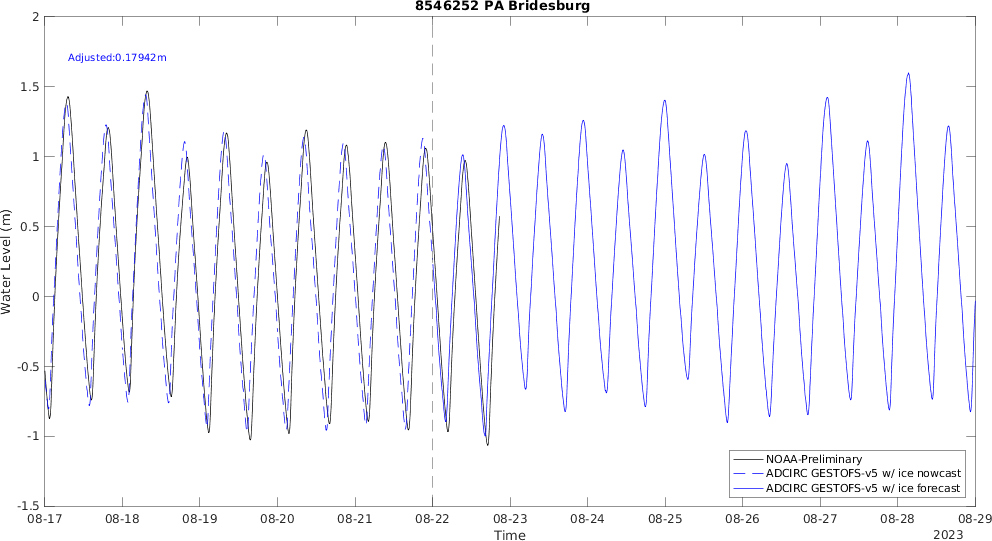 8546252 PA Bridesburg
Adjusted:0.17942m
Water Level (m)
2
1.5
1
0.5
0
-0.5
-1
-1.5
NOAA-Preliminary
ADCIRC GESTOFS-v5 w/ ice nowcast
ADCIRC GESTOFS-v5 w/ ice forecast
08-17 08-18 08-19 08-20 08-21 08-22 08-23 08-24 08-25 08-26 08-27 08-28 08-29
Time
2023